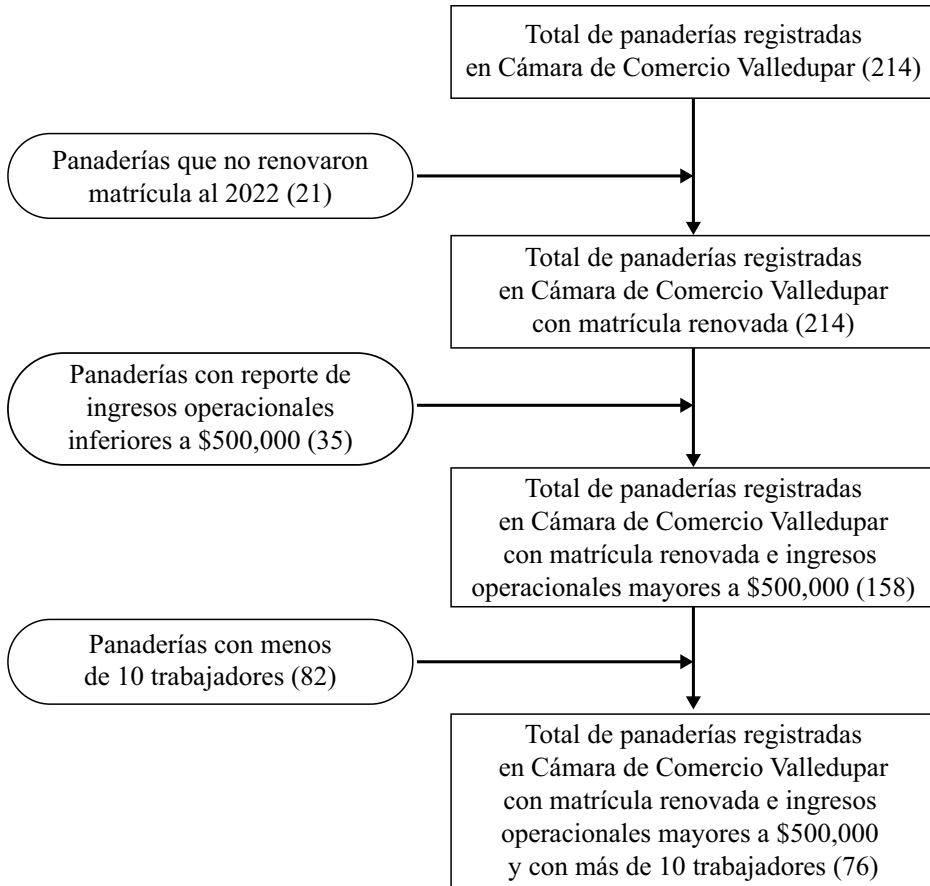 Total de panaderías registradas
en Cámara de Comercio Valledupar (214)
Panaderías que no renovaron
matrícula al 2022 (21)
Total de panaderías registradas
en Cámara de Comercio Valledupar
con matrícula renovada (214)
Panaderías con reporte de
ingresos operacionales
inferiores a $500,000 (35)
Total de panaderías registradas
en Cámara de Comercio Valledupar
con matrícula renovada e ingresos
operacionales mayores a $500,000 (158)
Panaderías con menos
de 10 trabajadores (82)
Total de panaderías registradas
en Cámara de Comercio Valledupar
con matrícula renovada e ingresos
operacionales mayores a $500,000
y con más de 10 trabajadores (76)